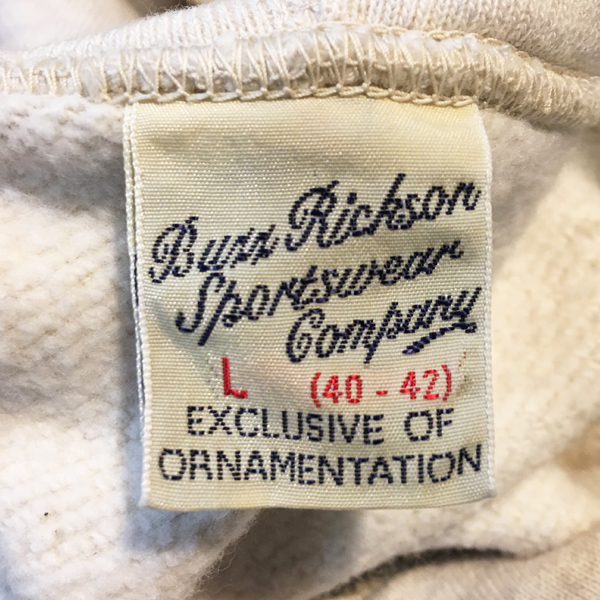 Buzz Rickson
Sportswear
Company
L (40 - 42)
EXCLUSIVE OF
ORNAMENTATION